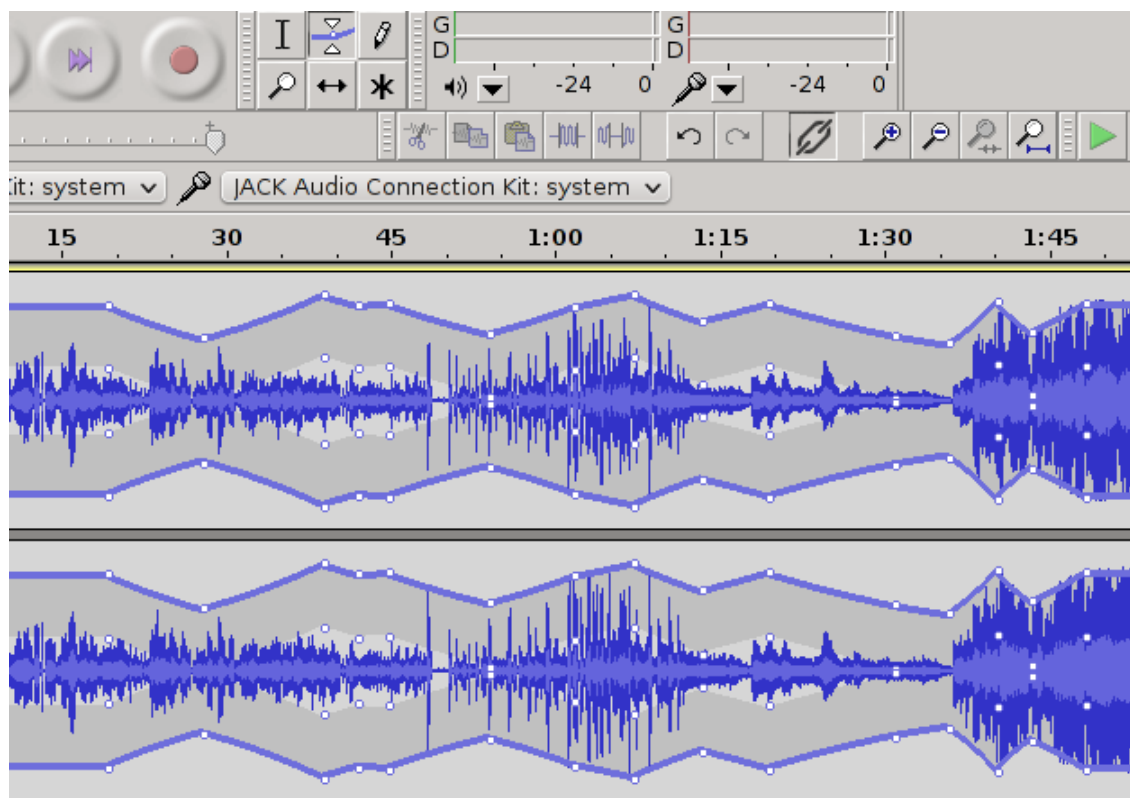 G G
D D
-24 0 -24 0
Kit: system JACK Audio Connection Kit: system
15 30 45 1:00 1:15 1:30 1:45